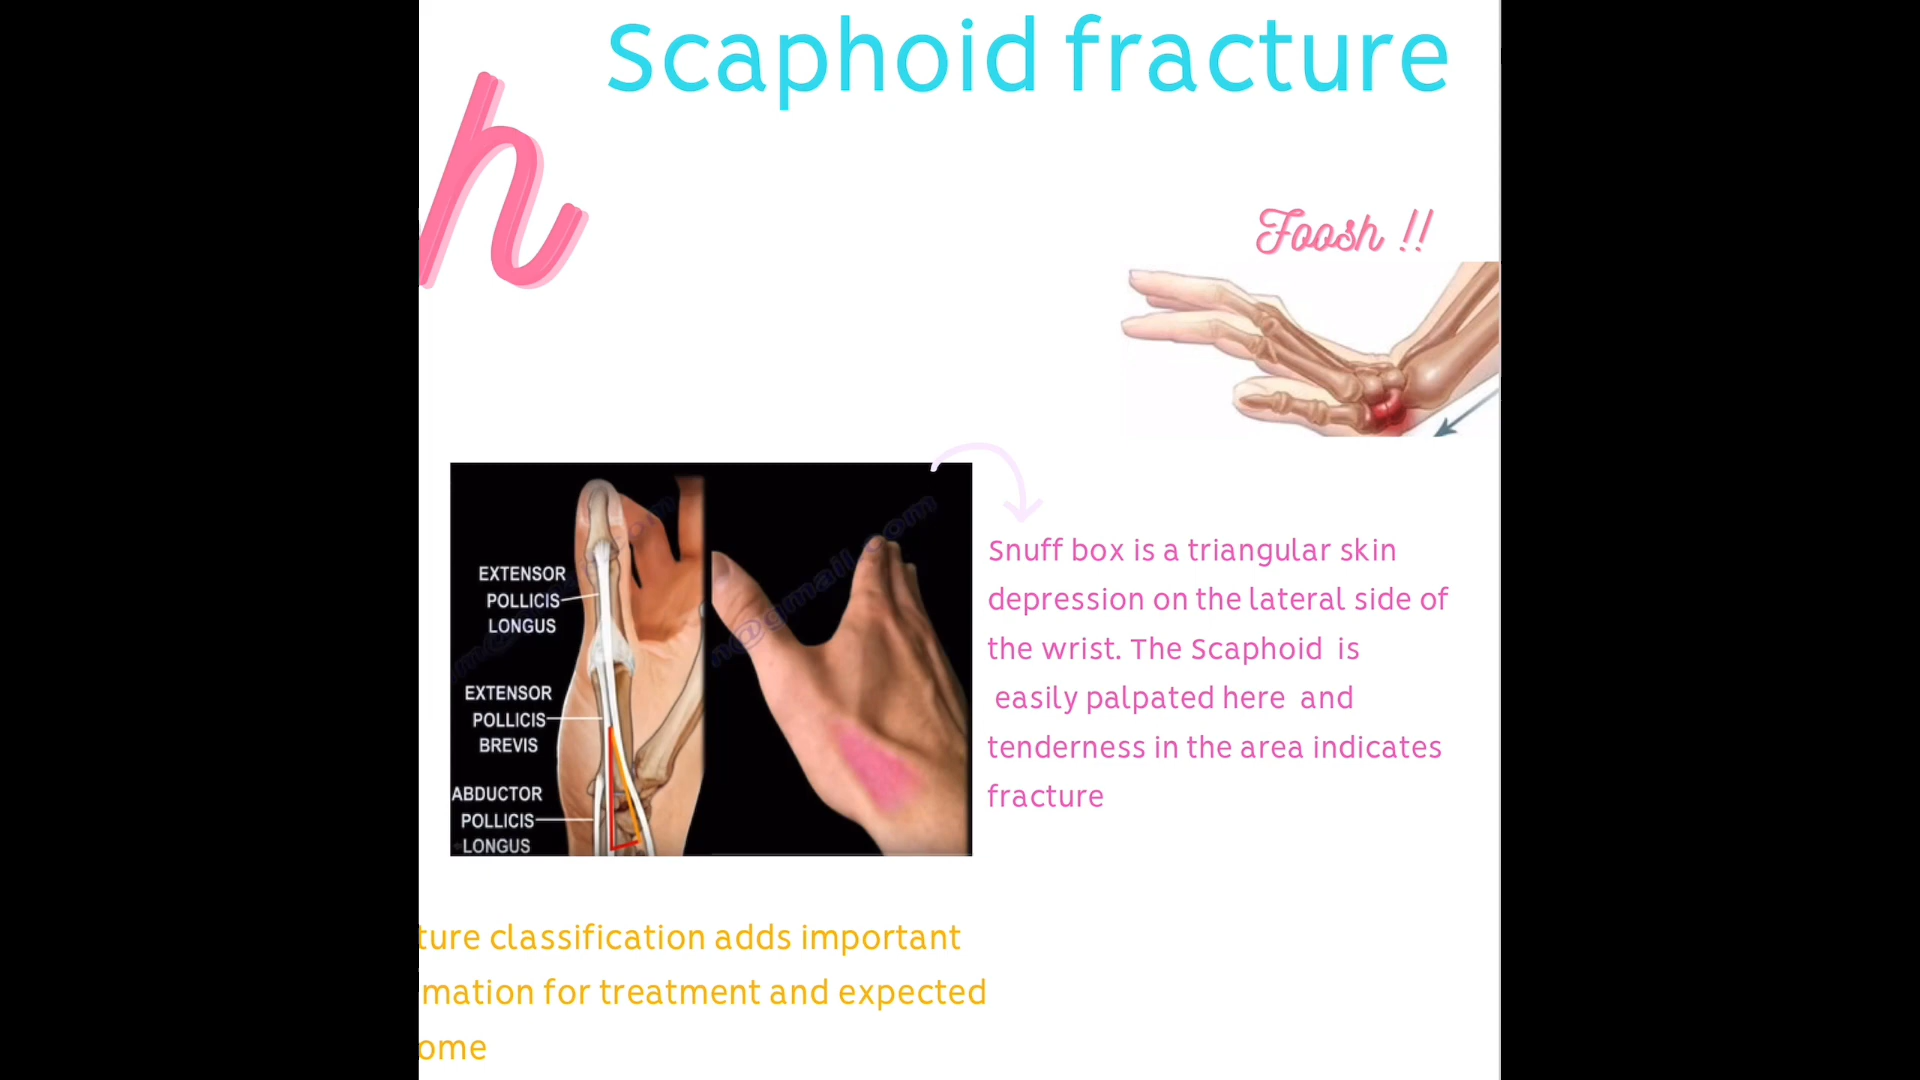 Scaphoid fracture
h
Foosh !!
EXTENSOR
POLLICIS
LONGUS
EXTENSOR
POLLICIS
BREVIS
ABDUCTOR
POLLICIS
LONGUS
@gmail.com
Snuff box is a triangular skin
depression on the lateral side of
the wrist. The Scaphoid is
easily palpated here and
tenderness in the area indicates
fracture
ture classification adds important
mation for treatment and expected
ome